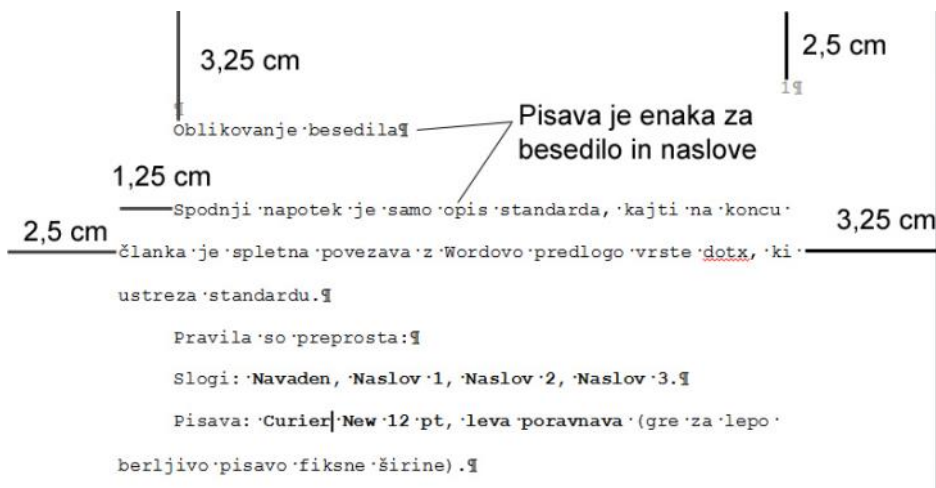 3,25 cm
2,5 cm
1¶
¶
Oblikovanje·besedila¶
Pisava je enaka za
besedilo in naslove
1,25 cm
Spodnji·napotek·je·samo·opis·standarda,·kajti·na·koncu·
2,5 cm
članka·je·spletna·povezava·z·Wordovo·predlogo·vrste·dotx,·ki·
3,25 cm
ustreza·standardu.¶
Pravila·so·preprosta:¶
Slogi:·Navaden,·Naslov·1,·Naslov·2,·Naslov·3.¶
Pisava:·Curier·New·12·pt,·leva·poravnava·(gre·za·lepo·
berljivo·pisavo·fiksne·širine).¶